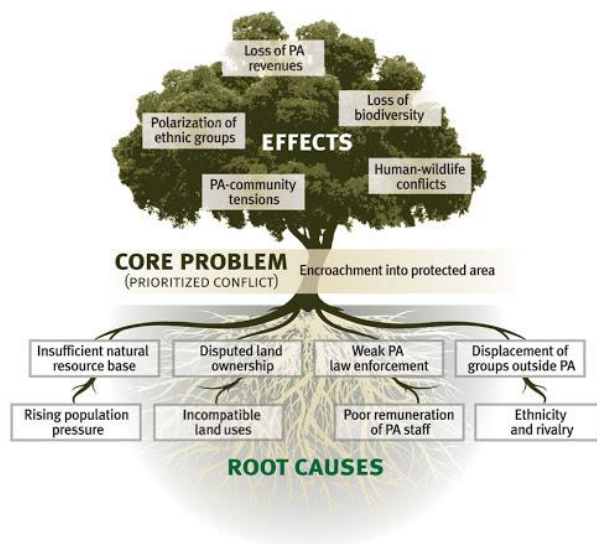 Loss of PA
revenues
Loss of
biodiversity
Polarization of
ethnic groups
EFFECTS
Human-wildlife
conflicts
PA-community
tensions
CORE PROBLEM
(PRIORITIZED CONFLICT)
Encroachment into protected area
Insufficient natural
resource base
Disputed land
ownership
Weak PA
law enforcement
Displacement of
groups outside PA
Rising population
pressure
Incompatible
land uses
Poor remuneration
of PA staff
Ethnicity
and rivalry
ROOT CAUSES